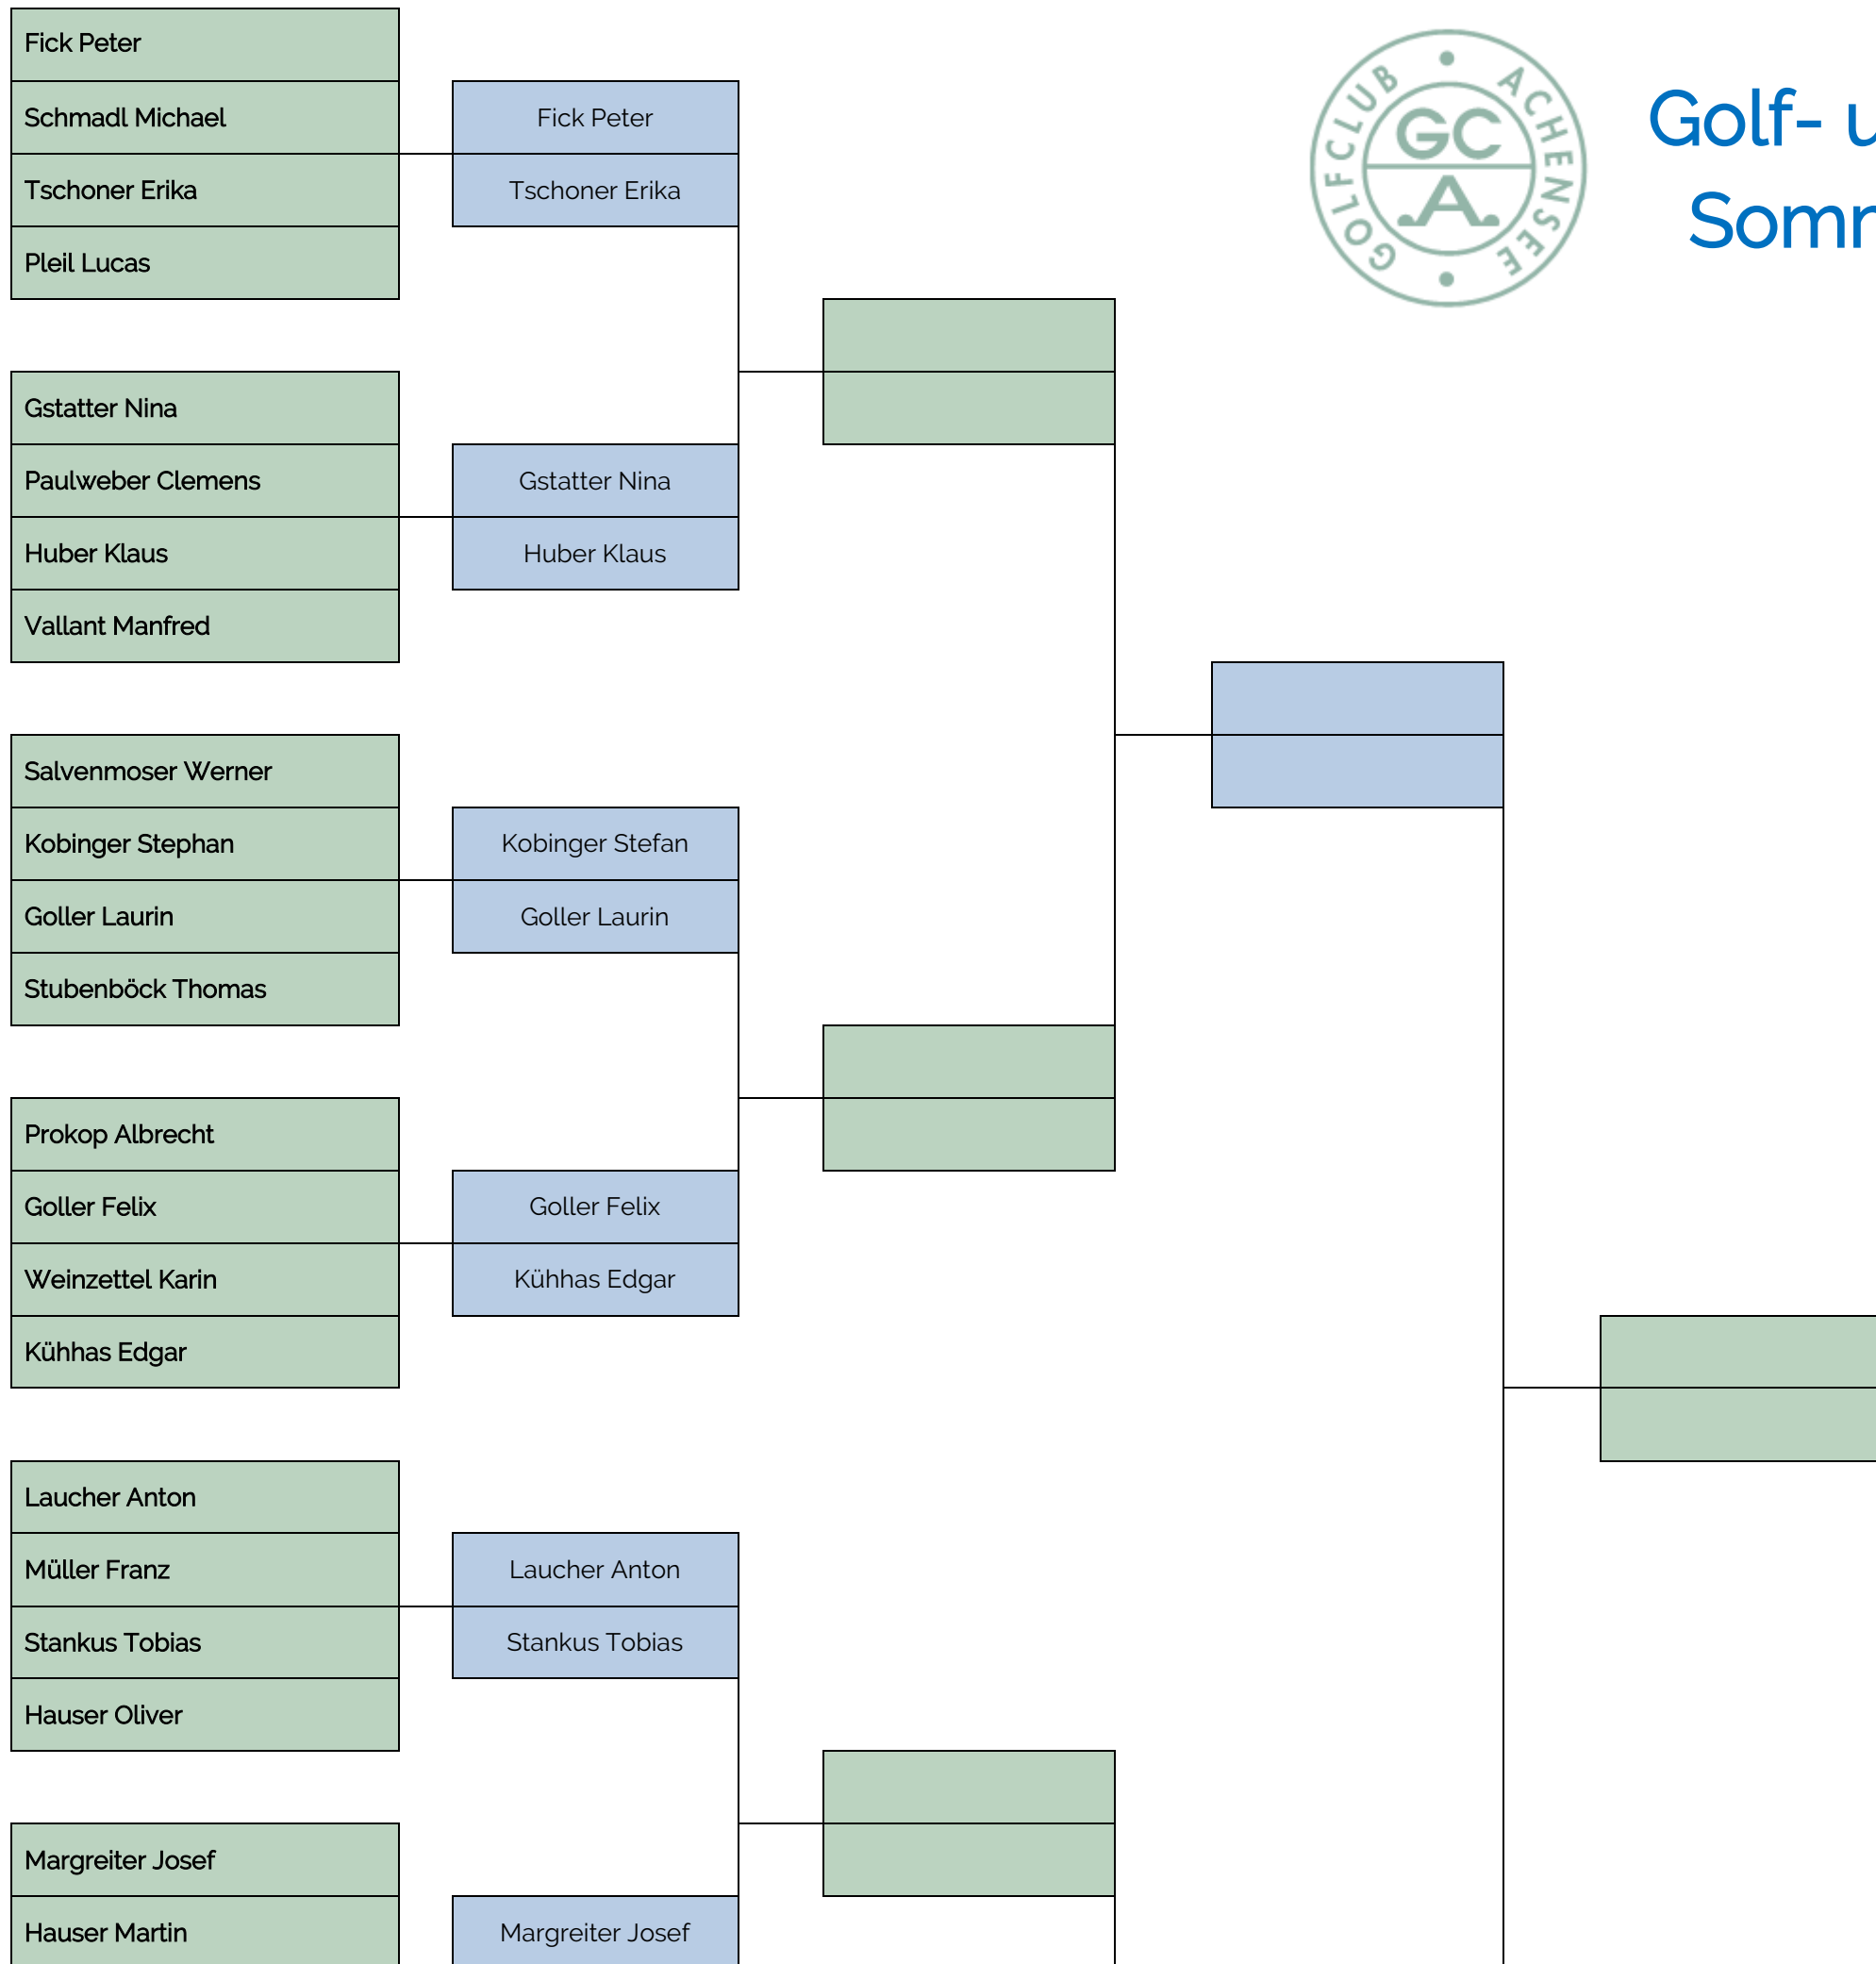 Fick Peter
Schmadl Michael
Tschoner Erika
Pleil Lucas
Fick Peter
Tschoner Erika
GOLFCLUB • ACHENSEE •
GC
A
Golf- u
Som
Gstatter Nina
Paulweber Clemens
Huber Klaus
Vallant Manfred
Gstatter Nina
Huber Klaus
Salvenmoser Werner
Kobinger Stephan
Goller Laurin
Stubenböck Thomas
Kobinger Stefan
Goller Laurin
Prokop Albrecht
Goller Felix
Weinzettel Karin
Kühhas Edgar
Goller Felix
Kühhas Edgar
Laucher Anton
Müller Franz
Stankus Tobias
Hauser Oliver
Laucher Anton
Stankus Tobias
Margreiter Josef
Hauser Martin
Margreiter Josef